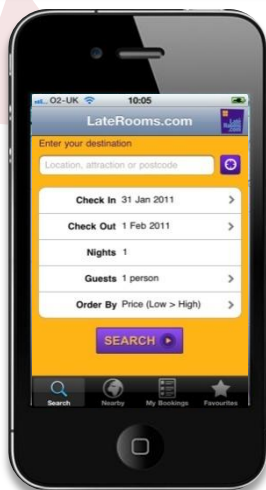 O2-UK 10:05
LateRooms.com
Enter your destination
Location, attraction or postcode
Check In 31 Jan 2011
Check Out 1 Feb 2011
Nights 1
Guests 1 person
Order By Price (Low > High)
SEARCH
Search Nearby My Bookings Favourites